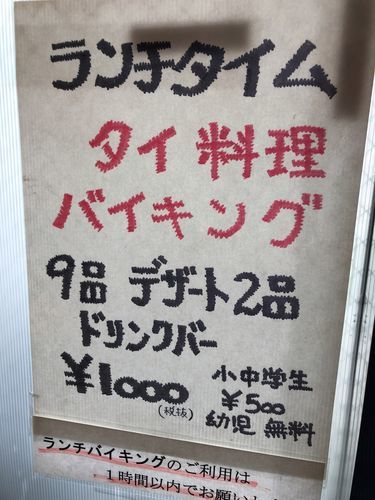 ランチタイム
タイ料理
バイキング
9品 デザート2品
ドリンクバー
¥1000
(税抜)
小中学生
¥500
幼児 無料
ランチバイキングのご利用は
1時間以内でお願い